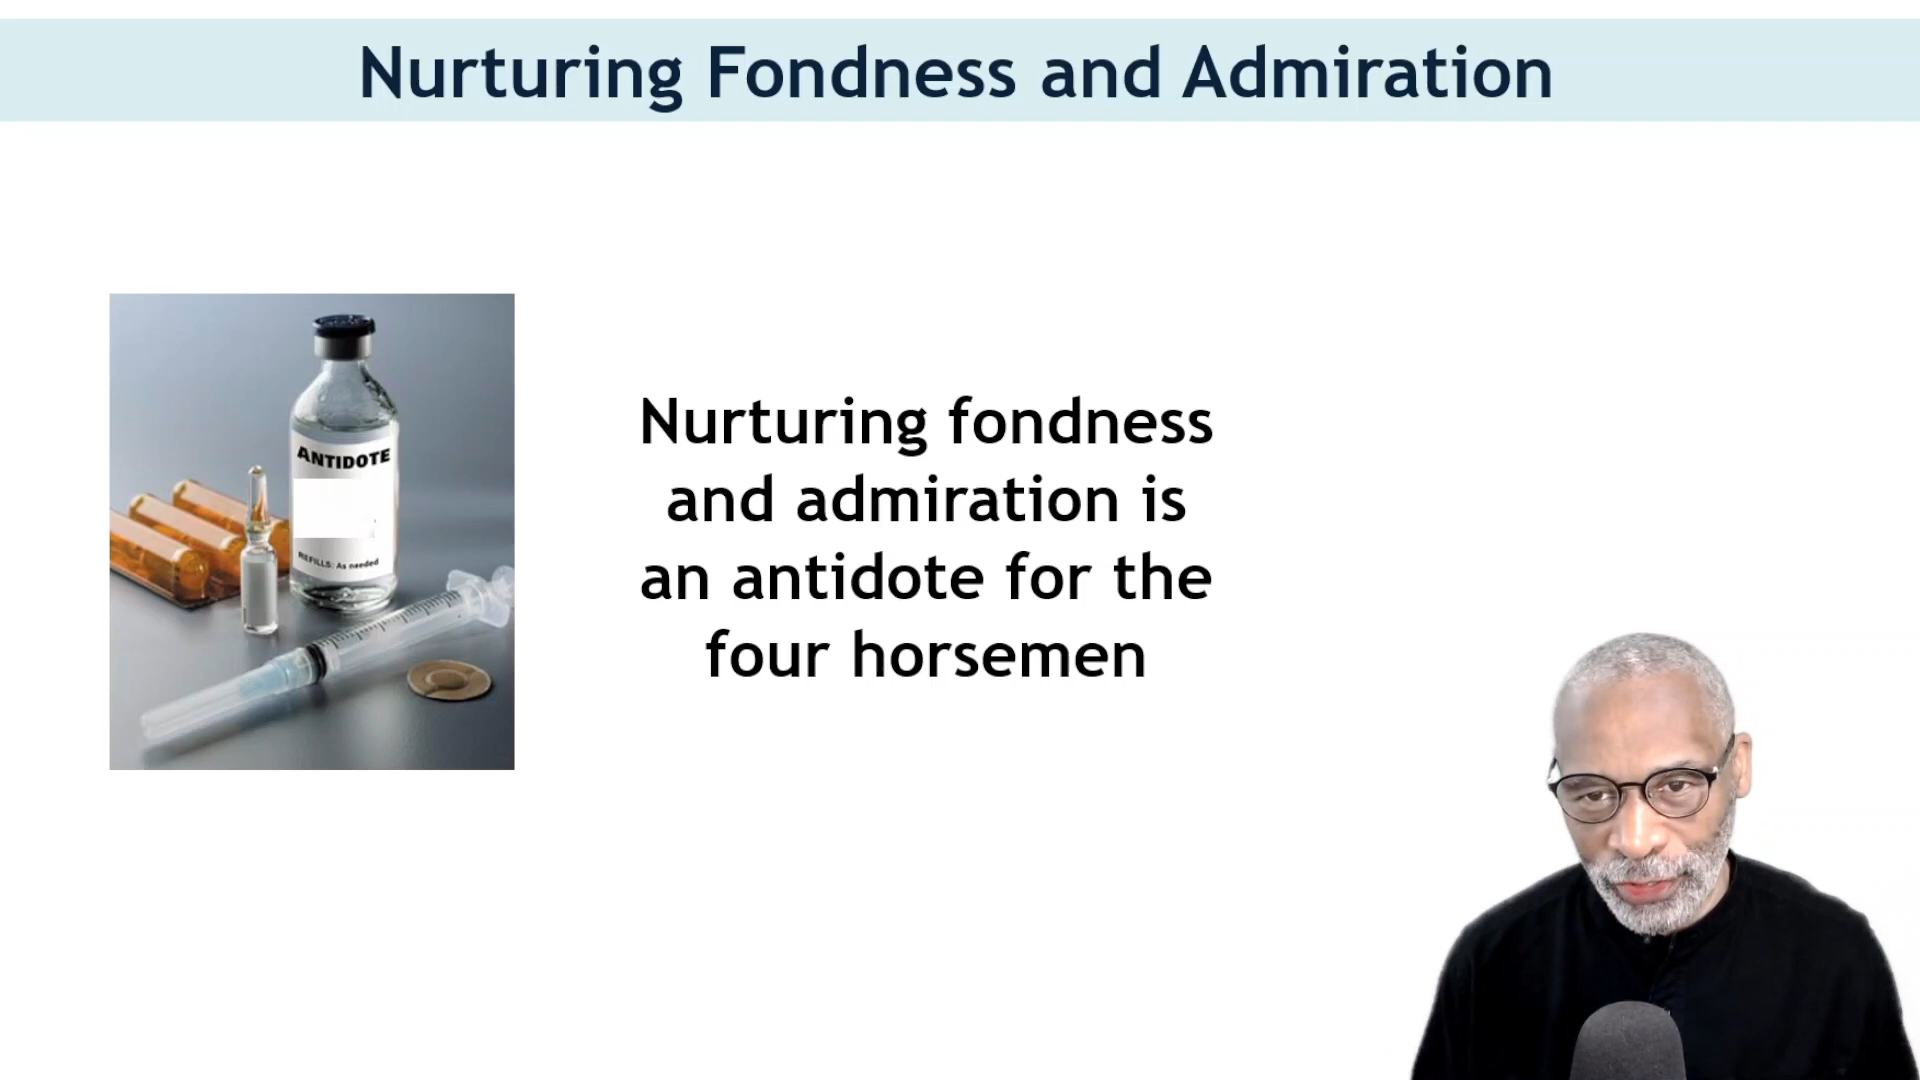 Nurturing Fondness and Admiration
ANTIDOTE
REFILLS: As needed
Nurturing fondness
and admiration is
an antidote for the
four horsemen